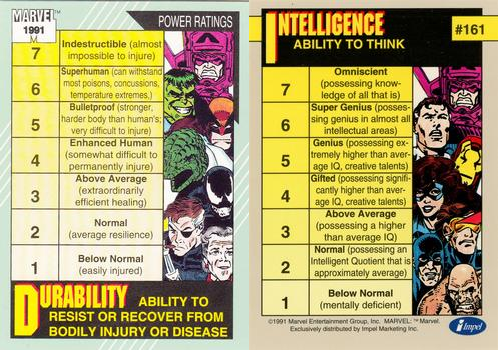 MARVEL
1991
M
POWER RATINGS
7
Indestructible (almost
impossible to injure)
6
Superhuman (can withstand
most poisons, concussions,
temperature extremes,)
5
Bulletproof (stronger,
harder body than human's;
very difficult to injure)
4
Enhanced Human
(somewhat difficult to
permanently injure)
3
Above Average
(extraordinarily
efficient healing)
2
Normal
(average resilience)
1
Below Normal
(easily injured)
DURABILITY ABILITY TO
RESIST OR RECOVER FROM
BODILY INJURY OR DISEASE
INTELLIGENCE
ABILITY TO THINK
#161
7
Omniscient
(possessing know-
ledge of all that is)
6
Super Genius (posses-
sing genius in almost all
intellectual areas)
5
Genius (possessing ex-
tremely higher than aver-
age IQ, creative talents)
4
Gifted (possessing signif-
icantly higher than aver-
age IQ, creative talents)
3
Above Average
(possessing a higher
than average IQ)
2
Normal (possessing an
Intelligent Quotient that
is approximately average)
1
Below Normal
(mentally deficient)
©1991 Marvel Entertainment Group, Inc. MARVEL: ™ Marvel.
Exclusively distributed by Impel Marketing Inc.
Impel